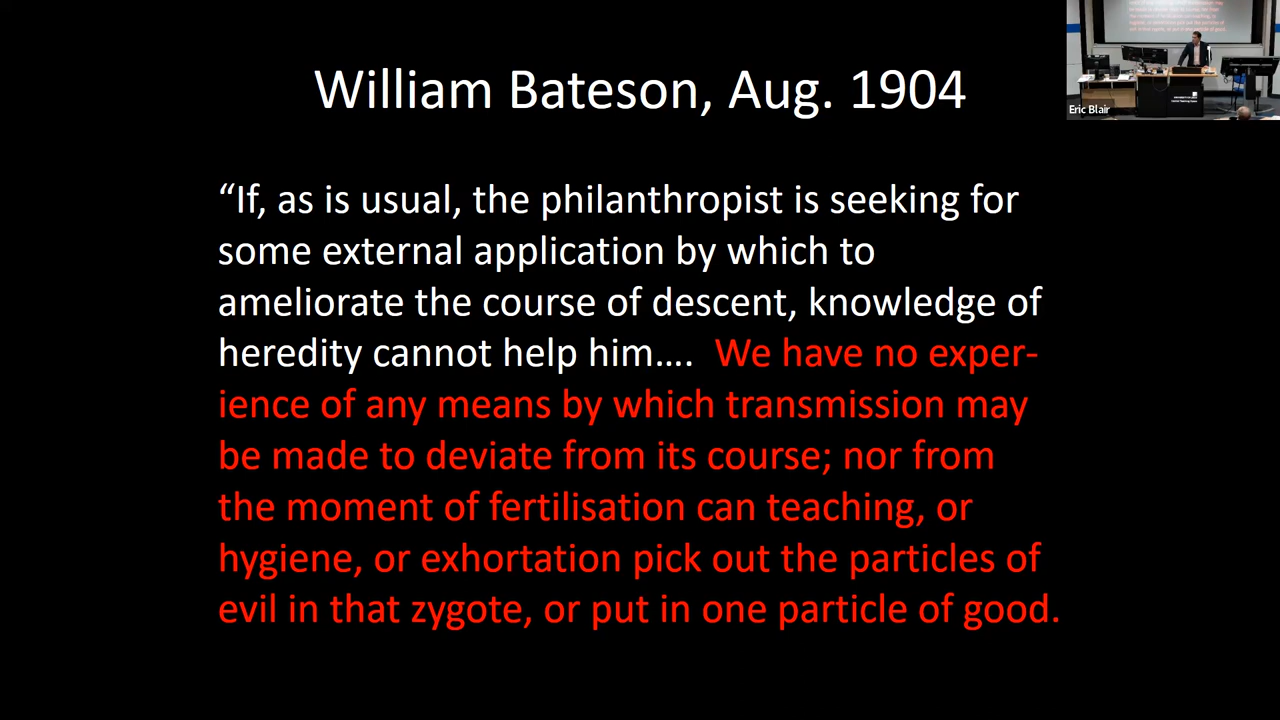 William Bateson, Aug. 1904
Eric Blair
“If, as is usual, the philanthropist is seeking for
some external application by which to
ameliorate the course of descent, knowledge of
heredity cannot help him…. We have no exper-
ience of any means by which transmission may
be made to deviate from its course; nor from
the moment of fertilisation can teaching, or
hygiene, or exhortation pick out the particles of
evil in that zygote, or put in one particle of good.